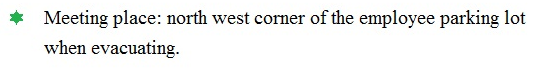 Meeting place: north west corner of the employee parking lot
when evacuating.